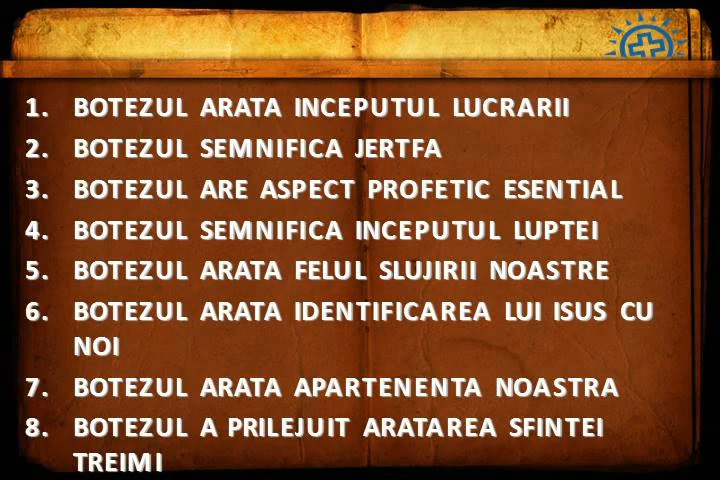 1. BOTEZUL ARATA INCEPUTUL LUCRARII
2. BOTEZUL SEMNIFICA JERTFA
3. BOTEZUL ARE ASPECT PROFETIC ESENTIAL
4. BOTEZUL SEMNIFICA INCEPUTUL LUPTEI
5. BOTEZUL ARATA FELUL SLUJIRII NOASTRE
6. BOTEZUL ARATA IDENTIFICAREA LUI ISUS CU
NOI
7. BOTEZUL ARATA APARTENENTA NOASTRA
8. BOTEZUL A PRILEJUIT ARATAREA SFINTEI
TREIMI